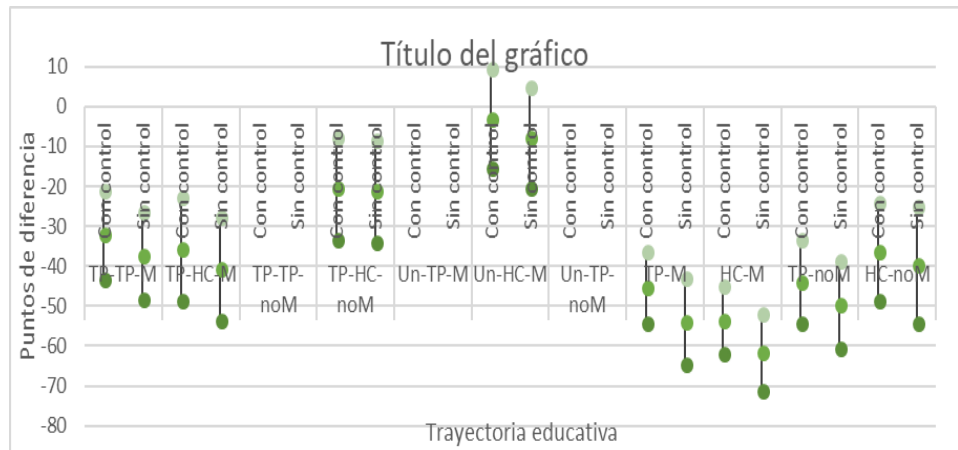 Título del gráfico
Puntos de diferencia
10
0
-10
-20
-30
-40
-50
-60
-70
-80
Con control Sin control Con control Sin control Con control Sin control Con control Sin control Con control Sin control Con control Sin control Con control Sin control Con control Sin control Con control Sin control Con control Sin control Con control Sin control
TP-TP-M TP-HC-M TP-TP- TP-HC- Un-TP-M Un-HC-M Un-TP- TP-M HC-M TP-noM HC-noM
noM noM noM
Trayectoria educativa